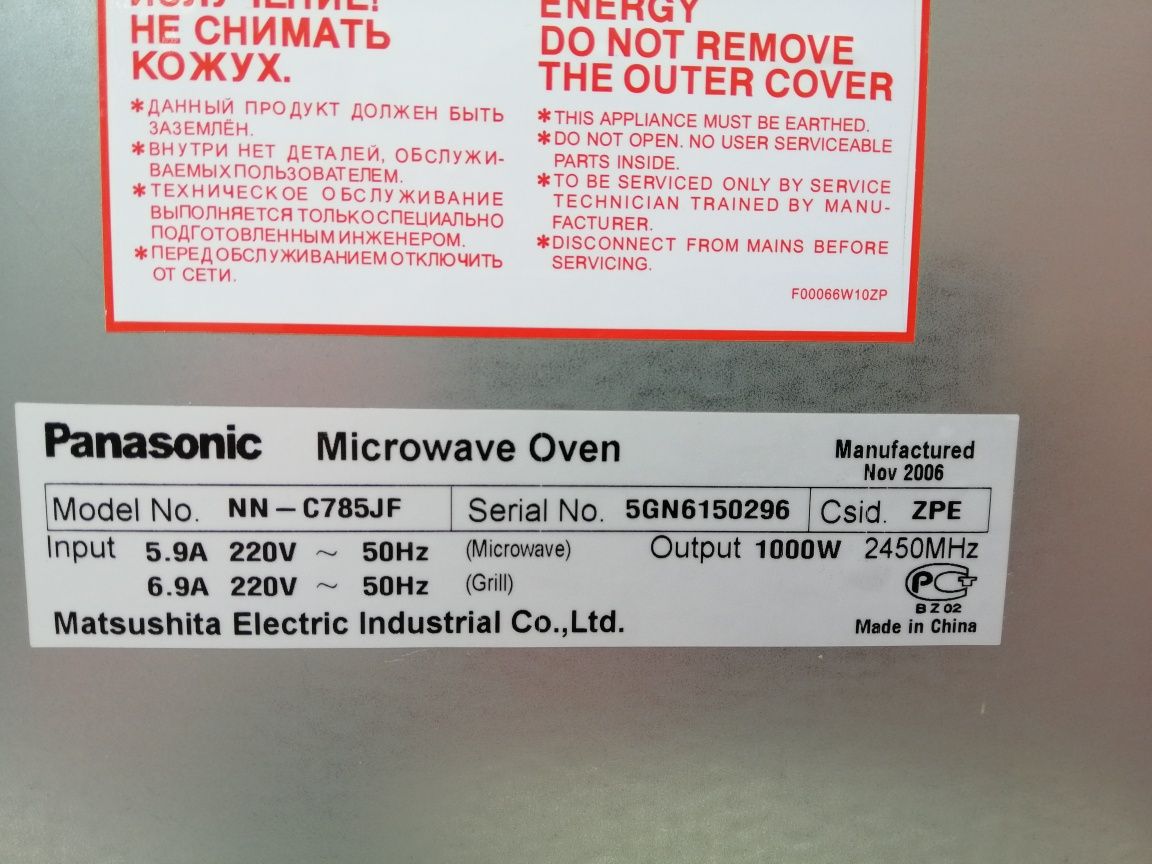 ИЗЛУЧЕНИЕ!
НЕ СНИМАТЬ
КОЖУХ.
*ДАННЫЙ ПРОДУКТ ДОЛЖЕН БЫТЬ
ЗАЗЕМЛЁН.
*ВНУТРИ НЕТ ДЕТАЛЕЙ, ОБСЛУЖИ-
ВАЕМЫХ ПОЛЬЗОВАТЕЛЕМ.
*ТЕХНИЧЕСКОЕ ОБСЛУЖИВАНИЕ
ВЫПОЛНЯЕТСЯ ТОЛЬКО СПЕЦИАЛЬНО
ПОДГОТОВЛЕННЫМ ИНЖЕНЕРОМ.
*ПЕРЕД ОБСЛУЖИВАНИЕМ ОТКЛЮЧИТЬ
ОТ СЕТИ.
ENERGY
DO NOT REMOVE
THE OUTER COVER
*THIS APPLIANCE MUST BE EARTHED.
*DO NOT OPEN. NO USER SERVICEABLE
PARTS INSIDE.
*TO BE SERVICED ONLY BY SERVICE
TECHNICIAN TRAINED BY MANU-
FACTURER.
*DISCONNECT FROM MAINS BEFORE
SERVICING.
F00066W10ZP
Panasonic Microwave Oven
Manufactured
Nov 2006
Model No. NN-C785JF Serial No. 5GN6150296 Csid. ZPE
Input 5.9A 220V ~ 50Hz (Microwave) Output 1000W 2450MHz
6.9A 220V ~ 50Hz (Grill)
РСТ
BZ02
Matsushita Electric Industrial Co.,Ltd.
Made in China